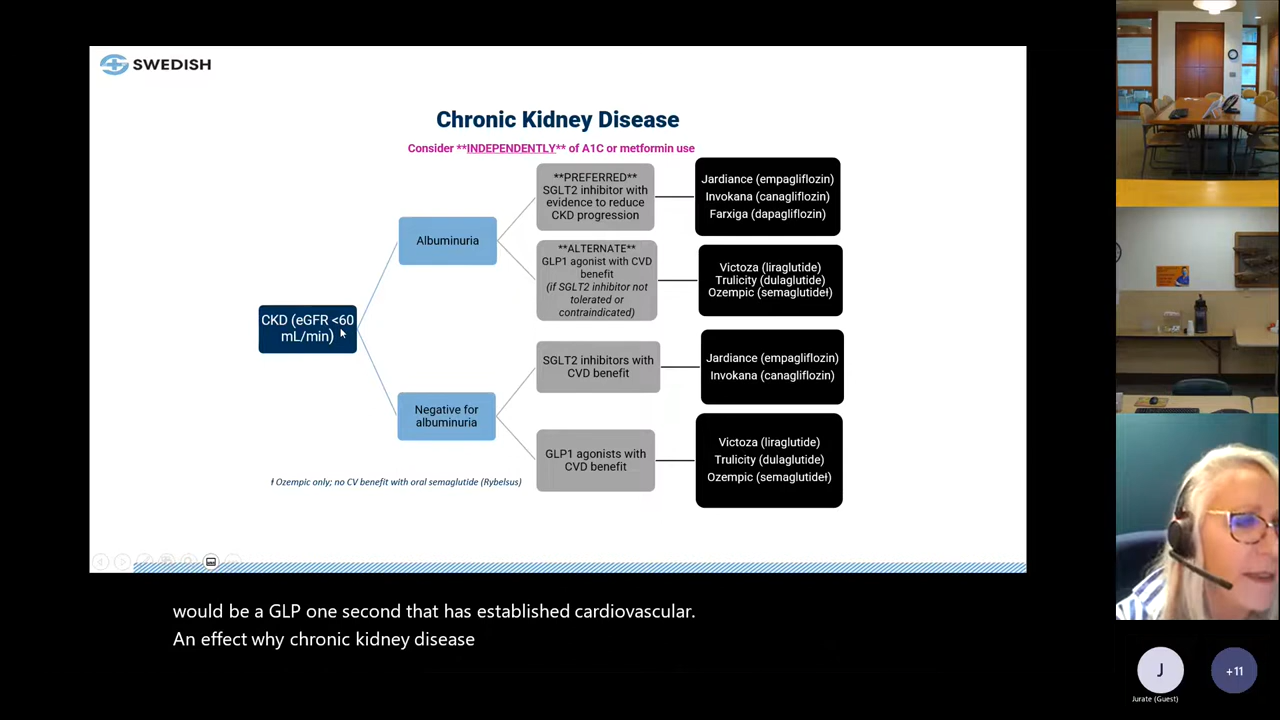 SWEDISH
Chronic Kidney Disease
Consider **INDEPENDENTLY** of A1C or metformin use
CKD (eGFR <60
mL/min)
Albuminuria
**PREFERRED**
SGLT2 inhibitor with
evidence to reduce
CKD progression
Jardiance (empagliflozin)
Invokana (canagliflozin)
Farxiga (dapagliflozin)
**ALTERNATE**
GLP1 agonist with CVD
benefit
(if SGLT2 inhibitor not
tolerated or
contraindicated)
Victoza (liraglutide)
Trulicity (dulaglutide)
Ozempic (semaglutideƚ)
Negative for
albuminuria
SGLT2 inhibitors with
CVD benefit
Jardiance (empagliflozin)
Invokana (canagliflozin)
GLP1 agonists with
CVD benefit
Victoza (liraglutide)
Trulicity (dulaglutide)
Ozempic (semaglutideƚ)
ƚ Ozempic only; no CV benefit with oral semaglutide (Rybelsus)
would be a GLP one second that has established cardiovascular.
An effect why chronic kidney disease
J
+11
Jurate (Guest)